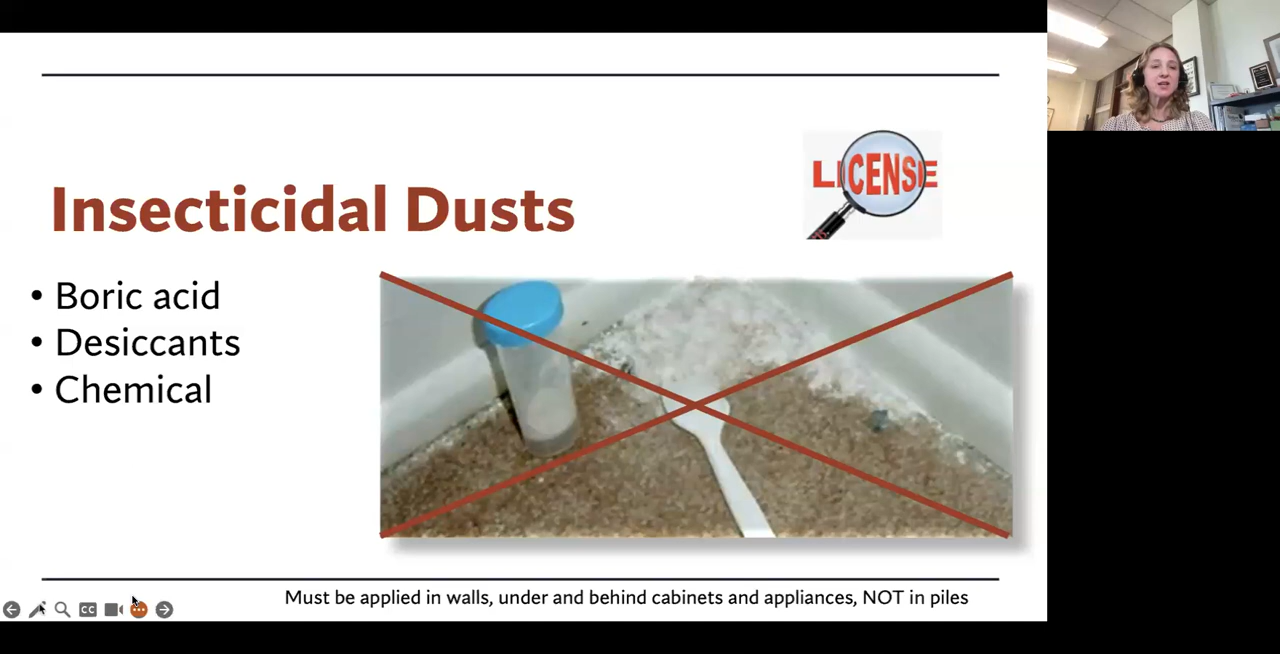 LICENSE
Insecticidal Dusts
• Boric acid
• Desiccants
• Chemical
CC
Must be applied in walls, under and behind cabinets and appliances, NOT in piles